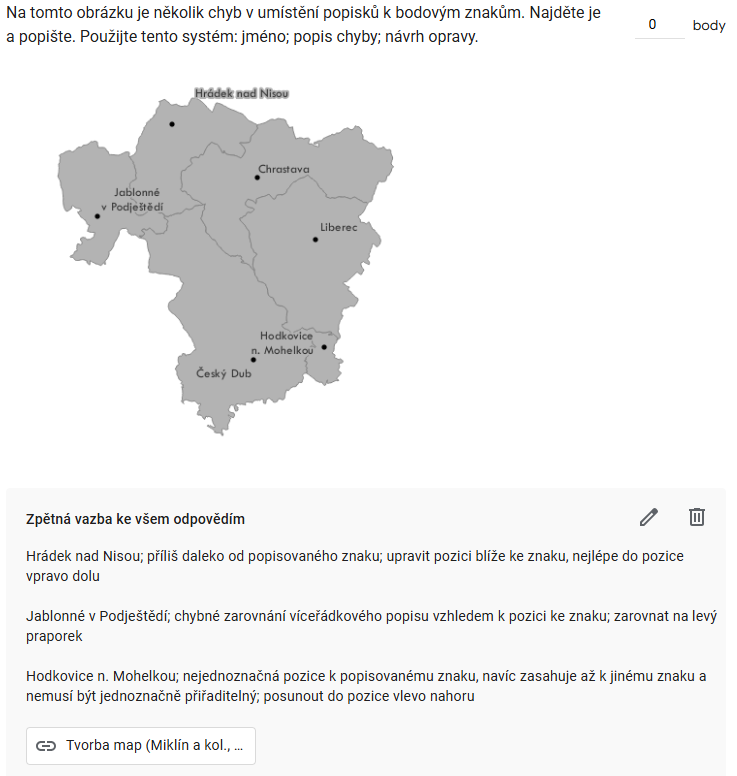 Na tomto obrázku je několik chyb v umístění popisků k bodovým znakům. Najděte je
a popište. Použijte tento systém: jméno; popis chyby; návrh opravy.
0 body
Hrádek nad Nisou
Chrastava
Jablonné
v Podještědí
Liberec
Hodkovice
n. Mohelkou
Český Dub
Zpětná vazba ke všem odpovědím
Hrádek nad Nisou; příliš daleko od popisovaného znaku; upravit pozici blíže ke znaku, nejlépe do pozice
vpravo dolu
Jablonné v Podještědí; chybné zarovnání víceřádkového popisu vzhledem k pozici ke znaku; zarovnat na levý
praporek
Hodkovice n. Mohelkou; nejednoznačná pozice k popisovanému znaku, navíc zasahuje až k jinému znaku a
nemusí být jednoznačně přiřaditelný; posunout do pozice vlevo nahoru
Tvorba map (Miklín a kol., ...